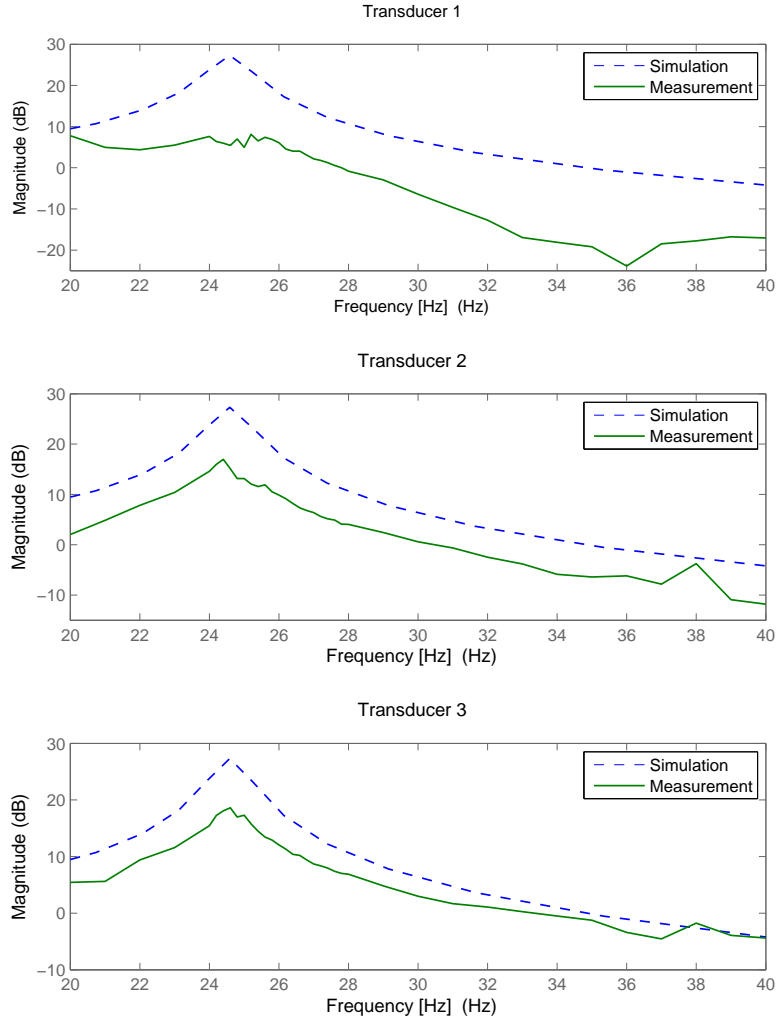 Transducer 1
30
20
10
0
−10
−20
Magnitude (dB)
Simulation
Measurement
20 22 24 26 28 30 32 34 36 38 40
Frequency [Hz] (Hz)
Transducer 2
30
20
10
0
−10
Magnitude (dB)
Simulation
Measurement
20 22 24 26 28 30 32 34 36 38 40
Frequency [Hz] (Hz)
Transducer 3
30
20
10
0
−10
Magnitude (dB)
Simulation
Measurement
20 22 24 26 28 30 32 34 36 38 40
Frequency [Hz] (Hz)